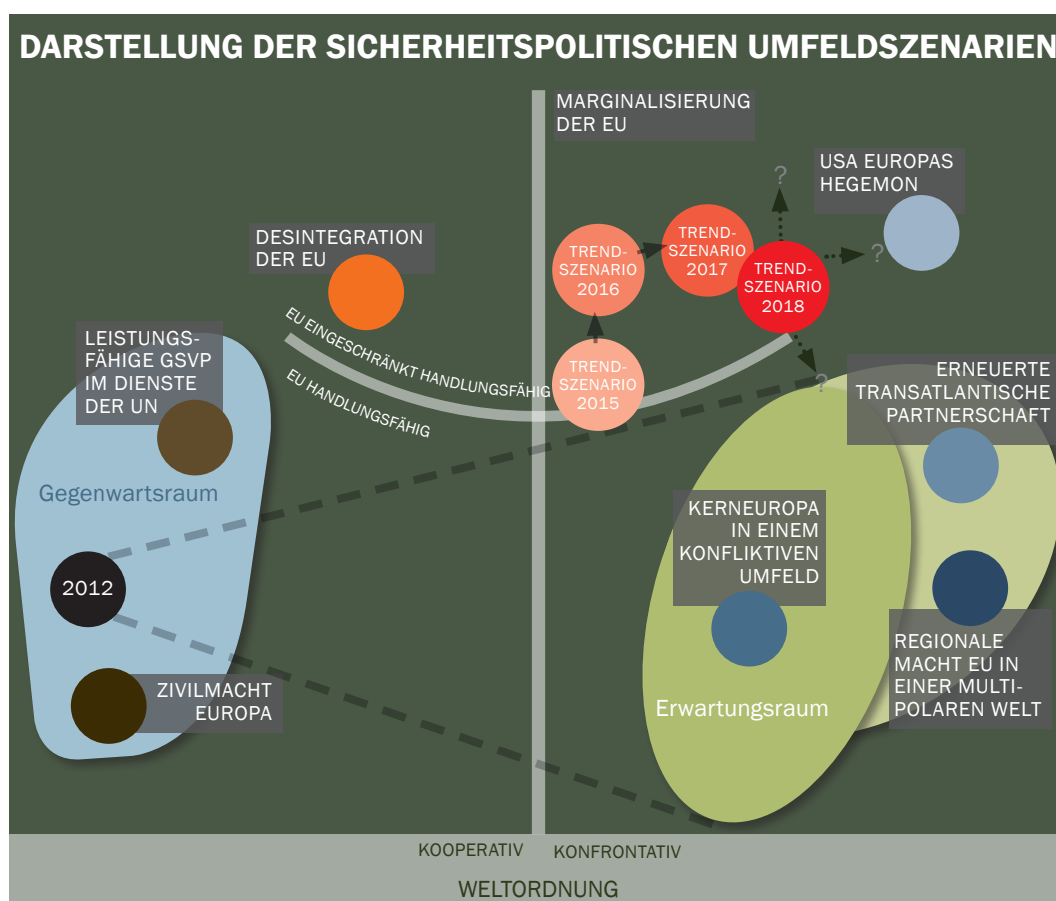 DARSTELLUNG DER SICHERHEITSPOLITISCHEN UMFELDSZENARIEN
MARGINALISIERUNG
DER EU
USA EUROPAS
HEGEMON
?
?
?
DESINTEGRATION
DER EU
TREND-
SZENARIO
2016
TREND-
SZENARIO
2017
TREND-
SZENARIO
2018
TREND-
SZENARIO
2015
EU EINGESCHRÄNKT HANDLUNGSFÄHIG
EU HANDLUNGSFÄHIG
LEISTUNGS-
FÄHIGE GSVP
IM DIENSTE
DER UN
Gegenwartsraum
2012
ZIVILMACHT
EUROPA
ERNEUERTE
TRANSATLANTISCHE
PARTNERSCHAFT
KERNEUROPA
IN EINEM
KONFLIKTIVEN
UMFELD
REGIONALE
MACHT EU IN
EINER MULTI-
POLAREN WELT
Erwartungsraum
KOOPERATIV
KONFRONTATIV
WELTORDNUNG